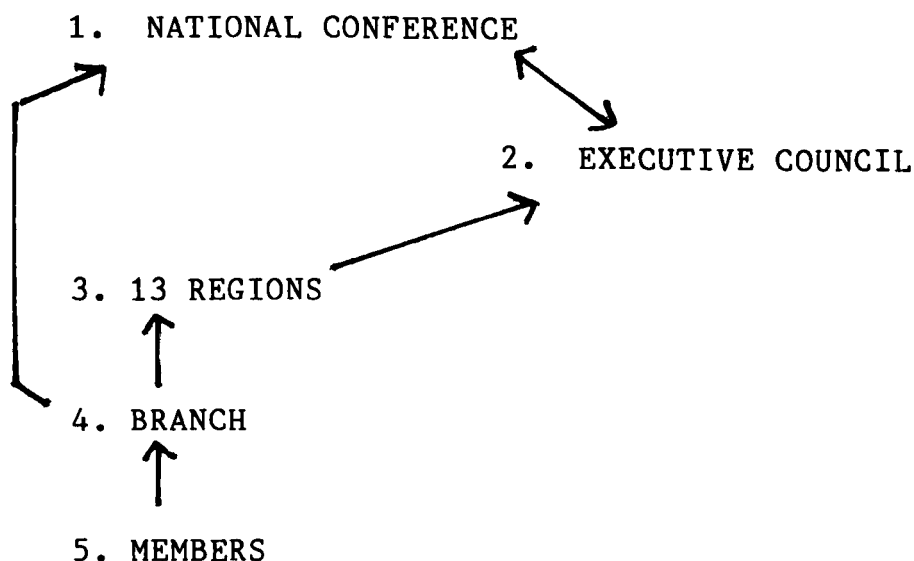 1. NATIONAL CONFERENCE
2. EXECUTIVE COUNCIL
3. 13 REGIONS
4. BRANCH
5. MEMBERS